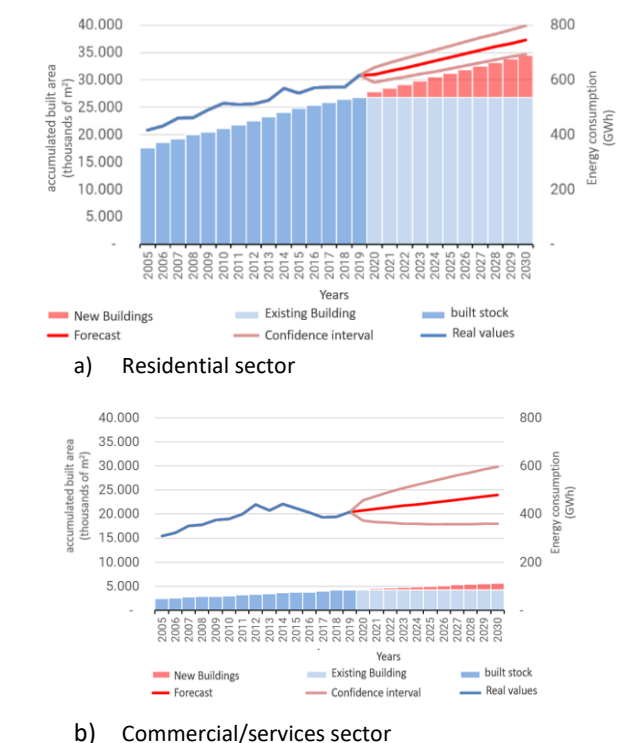 40.000 800
35.000
30.000 600
25.000
20.000 400
15.000
10.000 200
5.000
- -
accumulated built area
(thousands of m²)
Energy consumption
(GWh)
2005 2006 2007 2008 2009 2010 2011 2012 2013 2014 2015 2016 2017 2018 2019 2020 2021 2022 2023 2024 2025 2026 2027 2028 2029 2030
Years
New Buildings Existing Building built stock
Forecast Confidence interval Real values
a) Residential sector
40.000 800
35.000
30.000 600
25.000
20.000 400
15.000
10.000 200
5.000
- -
accumulated built area
(thousands of m²)
Energy consumption
(GWh)
2005 2006 2007 2008 2009 2010 2011 2012 2013 2014 2015 2016 2017 2018 2019 2020 2021 2022 2023 2024 2025 2026 2027 2028 2029 2030
Years
New Buildings Existing Building built stock
Forecast Confidence interval Real values
b) Commercial/services sector